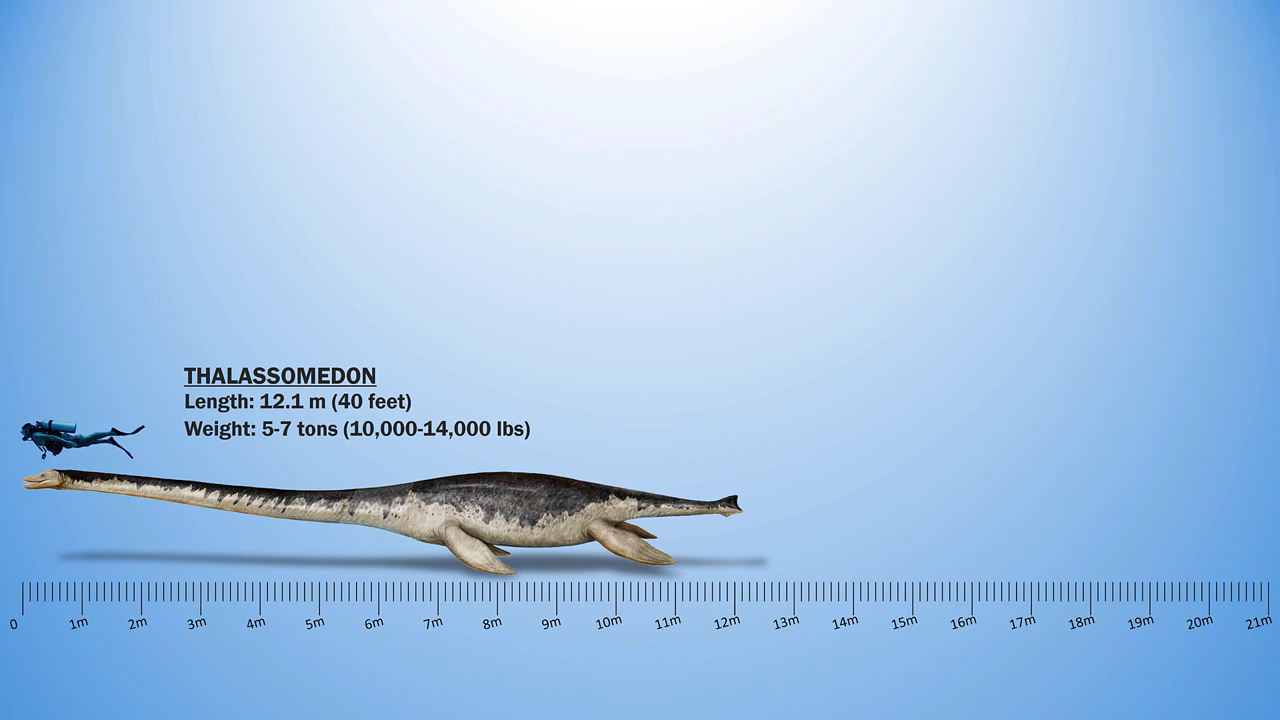 THALASSOMEDON
Length: 12.1 m (40 feet)
Weight: 5-7 tons (10,000-14,000 lbs)
0 1m 2m 3m 4m 5m 6m 7m 8m 9m 10m 11m 12m 13m 14m 15m 16m 17m 18m 19m 20m 21m